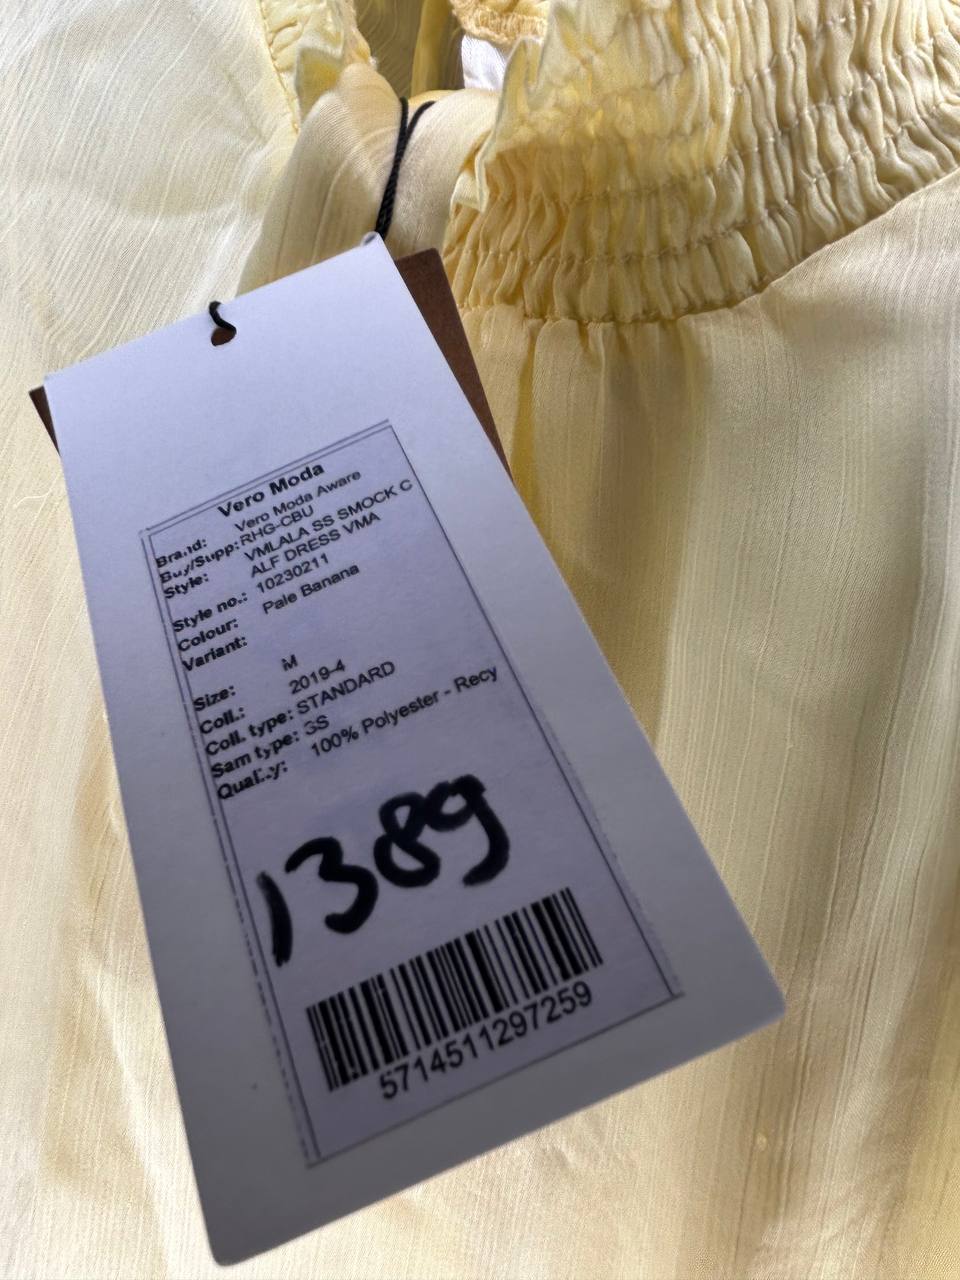 Vero Moda
Brand: Vero Moda Aware
Buy/Supp: RHG-CBU
Style: VMLALA SS SMOCK C
ALF DRESS VMA
Style no.: 10230211
Colour: Pale Banana
Variant:
Size: M
Coll.: 2019-4
Coll. type: STANDARD
Sam type: SS
Quality: 100% Polyester - Recy
1389
5714511297259